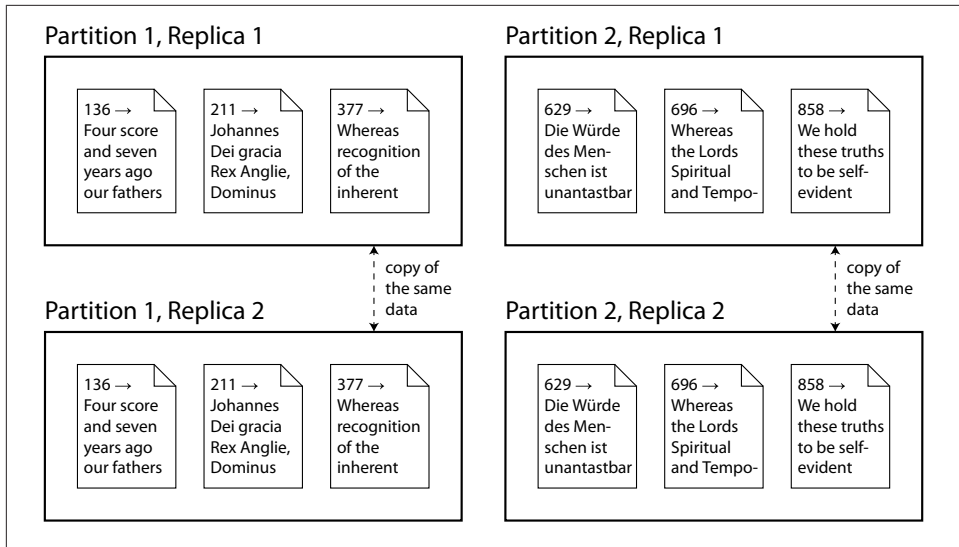 Partition 1, Replica 1
136 →
Four score
and seven
years ago
our fathers
211 →
Johannes
Dei gracia
Rex Anglie,
Dominus
377 →
Whereas
recognition
of the
inherent
Partition 2, Replica 1
629 →
Die Würde
des Men-
schen ist
unantastbar
696 →
Whereas
the Lords
Spiritual
and Tempo-
858 →
We hold
these truths
to be self-
evident
copy of
the same
data
copy of
the same
data
Partition 1, Replica 2
136 →
Four score
and seven
years ago
our fathers
211 →
Johannes
Dei gracia
Rex Anglie,
Dominus
377 →
Whereas
recognition
of the
inherent
Partition 2, Replica 2
629 →
Die Würde
des Men-
schen ist
unantastbar
696 →
Whereas
the Lords
Spiritual
and Tempo-
858 →
We hold
these truths
to be self-
evident